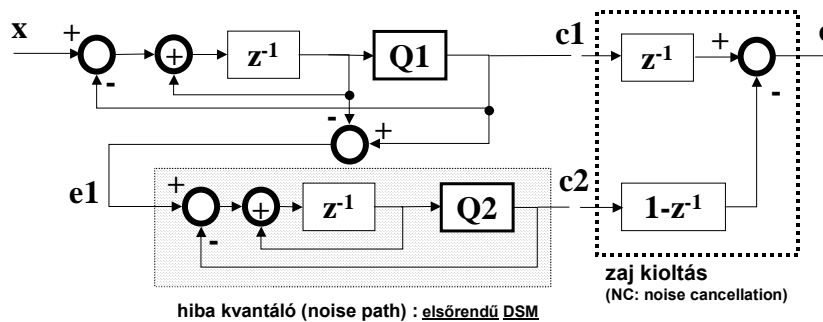 x
+
-
+
z-1
Q1
c1
z-1
+
-
c
-
+
e1
+
-
+
z-1
Q2
c2
1-z-1
zaj kioltás
(NC: noise cancellation)
hiba kvantáló (noise path) : elsőrendű DSM